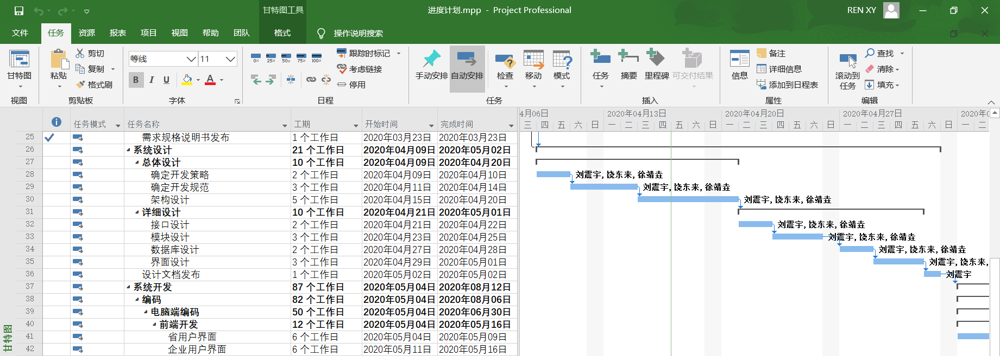 甘特图工具
进度计划.mpp - Project Professional
REN XY
文件 任务 资源 报表 项目 视图 帮助 团队 格式 操作说明搜索
甘特图
视图
粘贴
剪切
复制
格式刷
剪贴板
等线 11
B I U A
字体
0% 25% 50% 75% 100%
跟踪时标记
考虑链接
停用
日程
手动安排 自动安排 检查 移动 模式
任务
任务 摘要 里程碑 可交付结果
插入
信息
备注
详细信息
添加到日程表
属性
滚动到
任务
查找
清除
填充
编辑
任务模式 任务名称 工期 开始时间 完成时间
4月06日 2020年04月13日 2020年04月20日 2020年04月27日 2020年0
三 四 五 六 日 一 二 三 四 五 六 日 一 二 三 四 五 六 日 一 二 三 四 五 六 日 一 二
25 需求规格说明书发布 1 个工作日 2020年03月23日 2020年03月23日
26 系统设计 21 个工作日 2020年04月09日 2020年05月02日
27 总体设计 10 个工作日 2020年04月09日 2020年04月20日
28 确定开发策略 2 个工作日 2020年04月09日 2020年04月10日 刘震宇, 饶东来, 徐靖垚
29 确定开发规范 3 个工作日 2020年04月11日 2020年04月14日 刘震宇, 饶东来, 徐靖垚
30 架构设计 5 个工作日 2020年04月15日 2020年04月20日 刘震宇, 饶东来, 徐靖垚
31 详细设计 10 个工作日 2020年04月21日 2020年05月01日
32 接口设计 2 个工作日 2020年04月21日 2020年04月22日 刘震宇, 饶东来, 徐靖垚
33 模块设计 3 个工作日 2020年04月23日 2020年04月25日 刘震宇, 饶东来, 徐靖垚
34 数据库设计 2 个工作日 2020年04月27日 2020年04月28日 刘震宇, 饶东来, 徐靖垚
35 界面设计 3 个工作日 2020年04月29日 2020年05月01日 刘震宇, 饶东来,
36 设计文档发布 1 个工作日 2020年05月02日 2020年05月02日 刘震宇
37 系统开发 87 个工作日 2020年05月04日 2020年08月12日
38 编码 82 个工作日 2020年05月04日 2020年08月06日
39 电脑端编码 50 个工作日 2020年05月04日 2020年06月30日
40 前端开发 12 个工作日 2020年05月04日 2020年05月16日
41 省用户界面 6 个工作日 2020年05月04日 2020年05月09日
42 企业用户界面 6 个工作日 2020年05月11日 2020年05月16日
甘特图